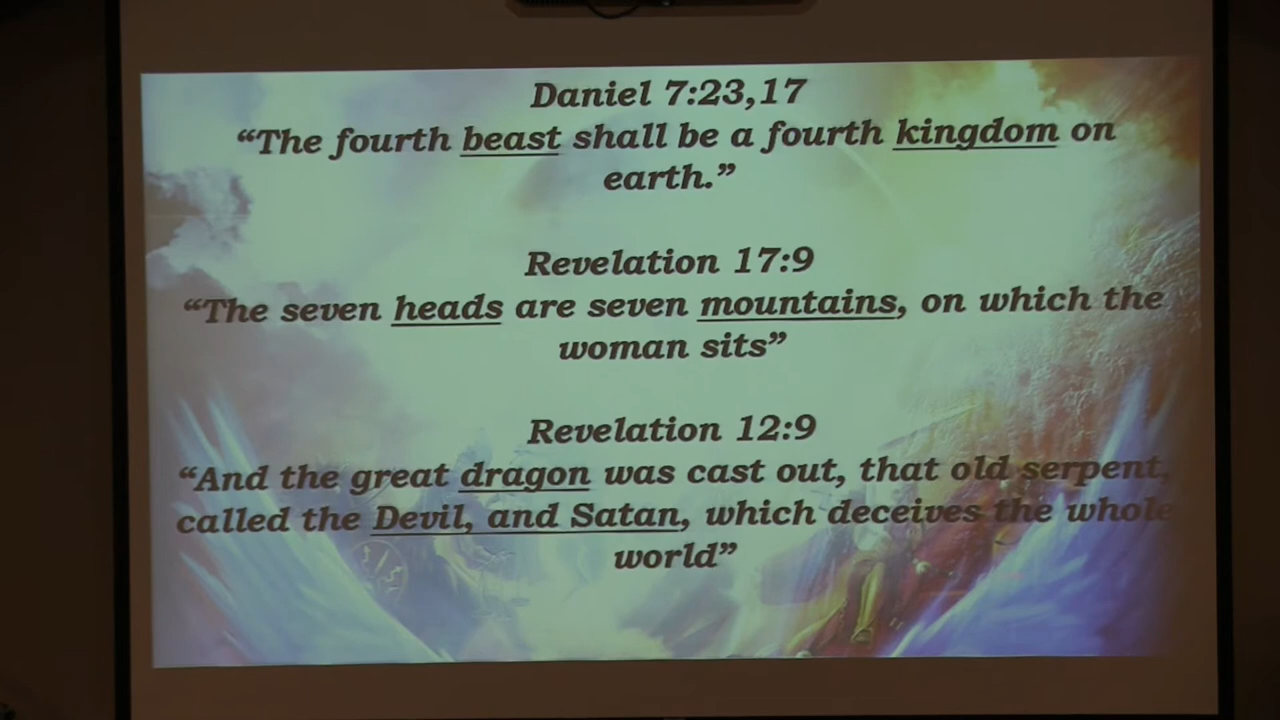 Daniel 7:23,17
“The fourth beast shall be a fourth kingdom on
earth.”
Revelation 17:9
“The seven heads are seven mountains, on which the
woman sits”
Revelation 12:9
“And the great dragon was cast out, that old serpent,
called the Devil, and Satan, which deceives the whole
world”